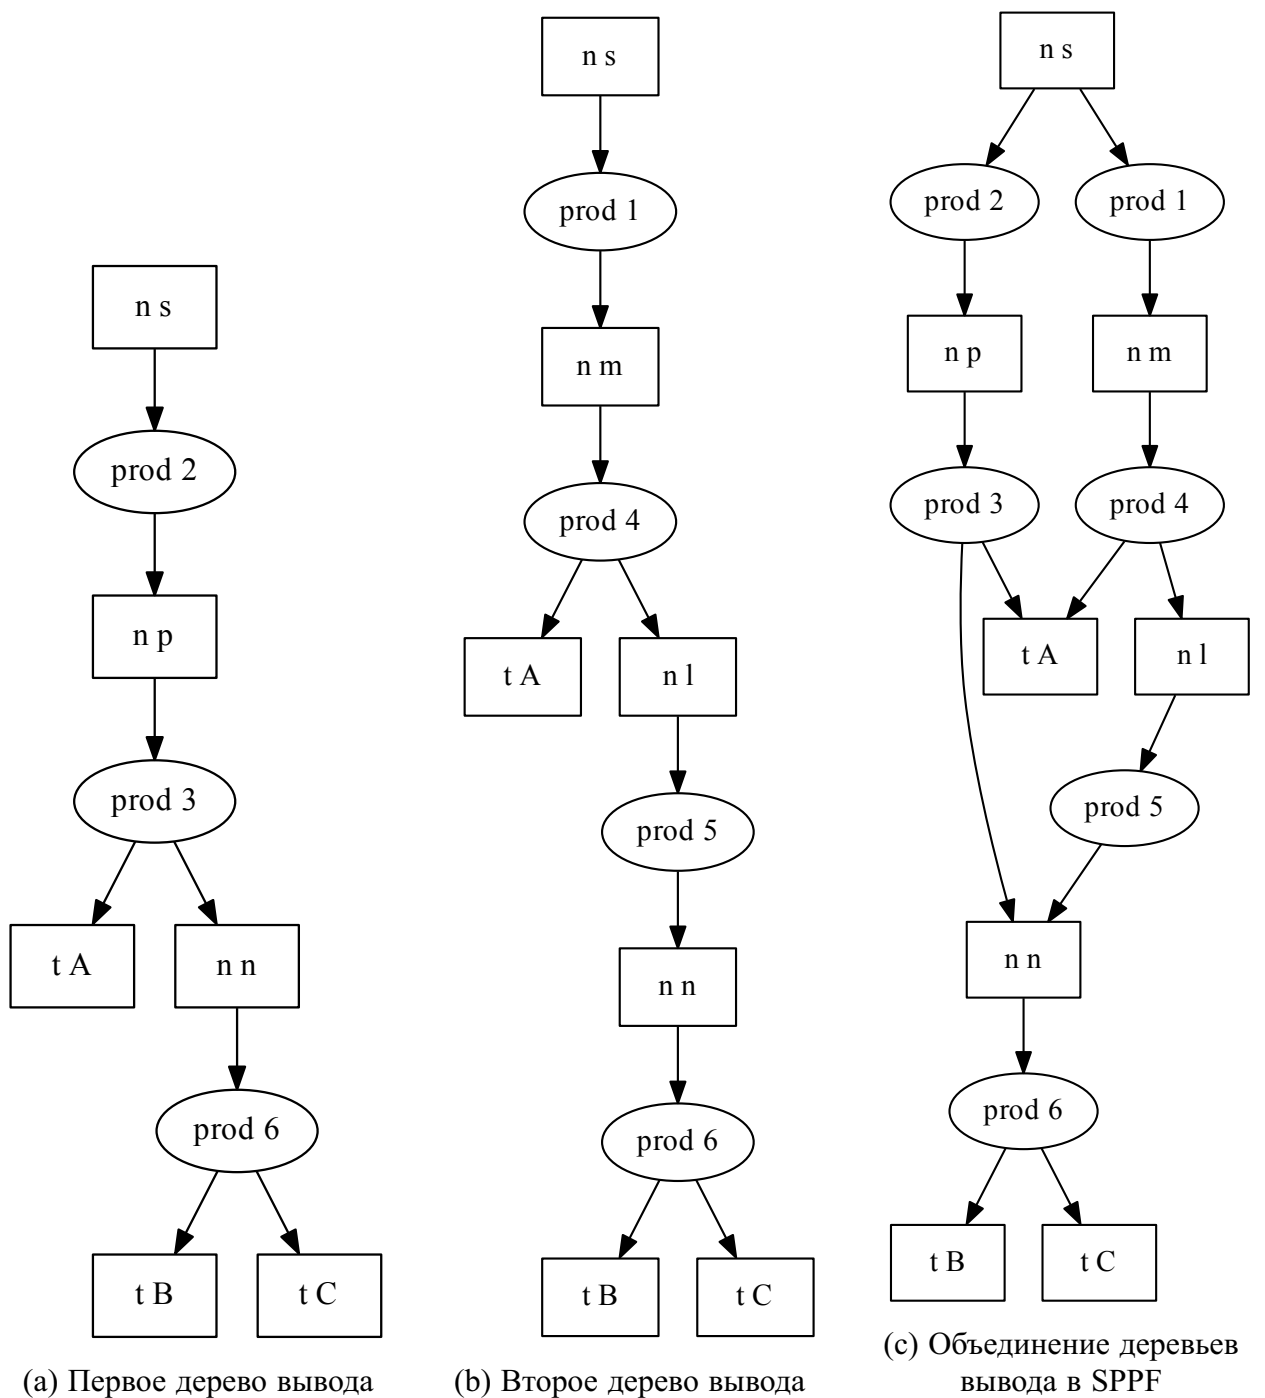 n s
prod 2
n p
prod 3
t A
n n
prod 6
t B
t C
(a) Первое дерево вывода
n s
prod 1
n m
prod 4
t A
n l
prod 5
n n
prod 6
t B
t C
(b) Второе дерево вывода
n s
prod 2
prod 1
n p
n m
prod 3
prod 4
t A
n l
prod 5
n n
prod 6
t B
t C
(c) Объединение деревьев
вывода в SPPF